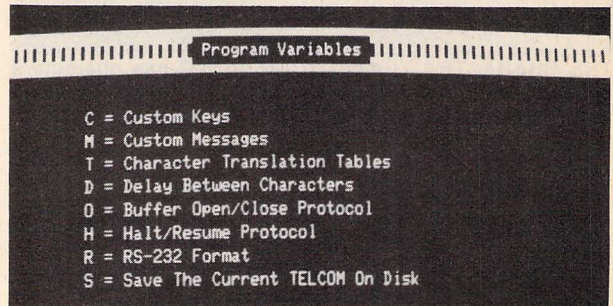 Program Variables
C = Custom Keys
M = Custom Messages
T = Character Translation Tables
D = Delay Between Characters
O = Buffer Open/Close Protocol
H = Halt/Resume Protocol
R = RS-232 Format
S = Save The Current TELCOM On Disk